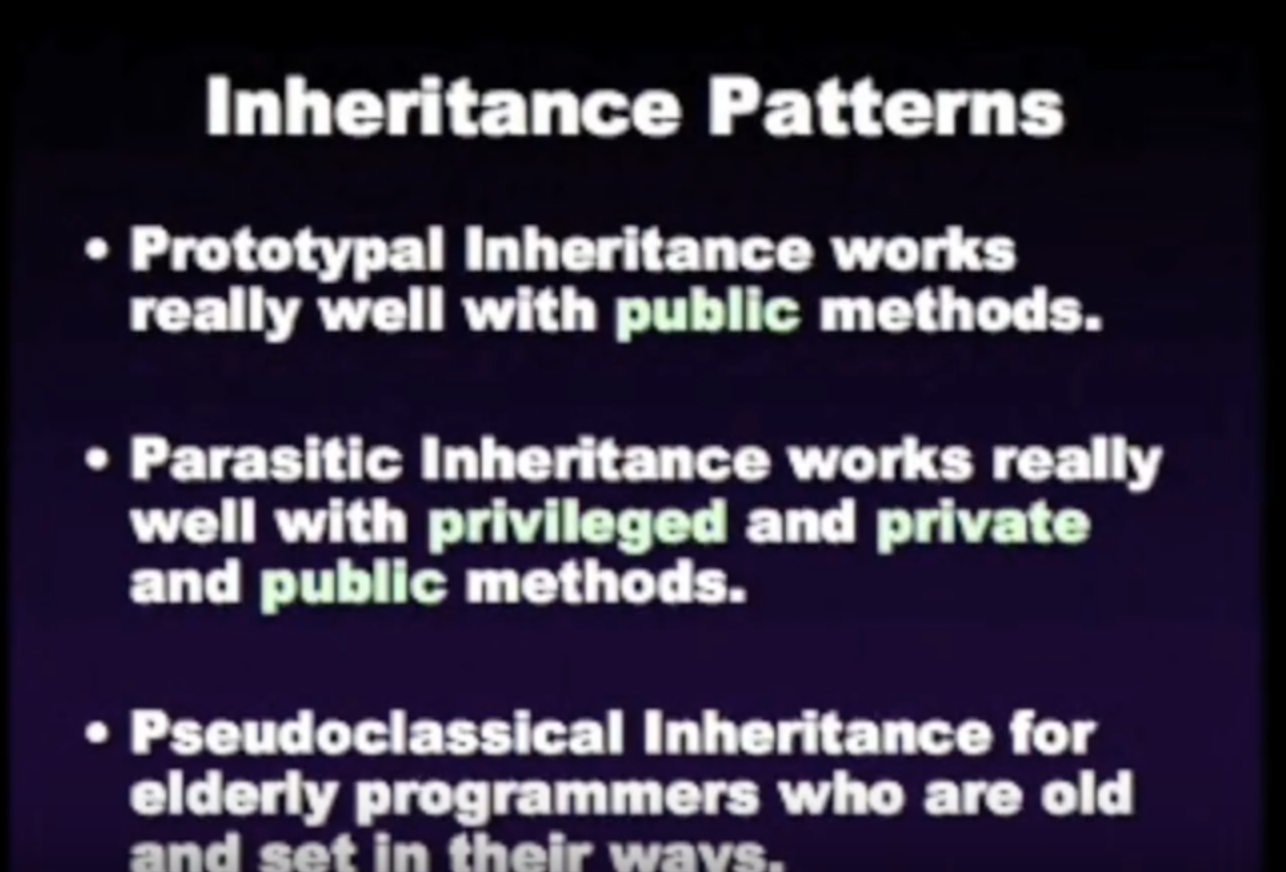 Inheritance Patterns
• Prototypal Inheritance works
really well with public methods.
• Parasitic Inheritance works really
well with privileged and private
and public methods.
• Pseudoclassical Inheritance for
elderly programmers who are old
and set in their ways.